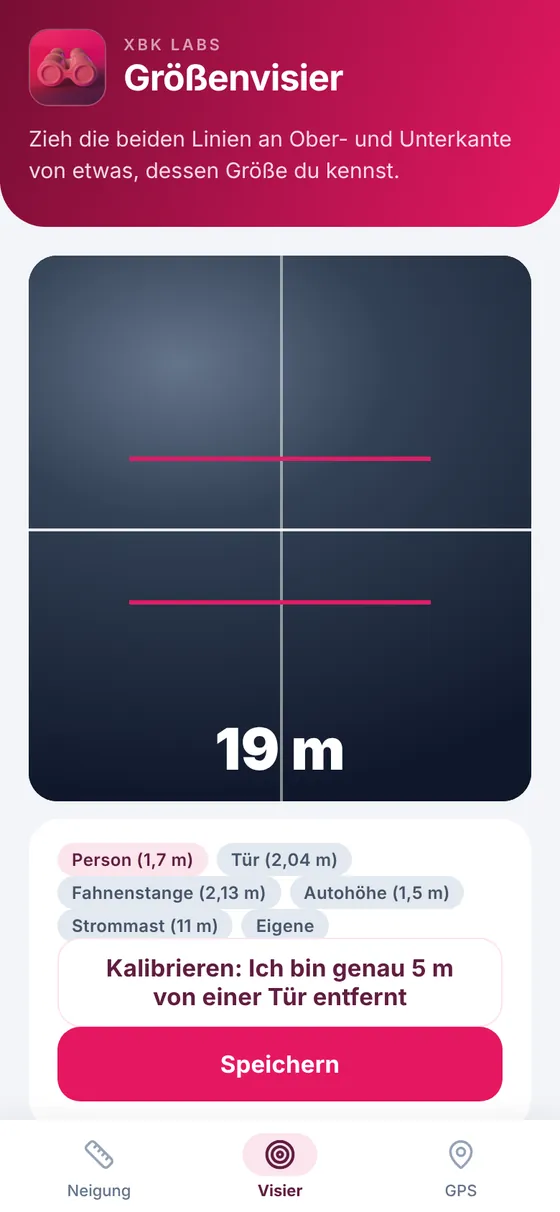 XBK LABS
Größenvisier
Zieh die beiden Linien an Ober- und Unterkante
von etwas, dessen Größe du kennst.
19 m
Person (1,7 m) Tür (2,04 m)
Fahnenstange (2,13 m) Autohöhe (1,5 m)
Strommast (11 m) Eigene
Kalibrieren: Ich bin genau 5 m
von einer Tür entfernt
Speichern
Neigung Visier GPS